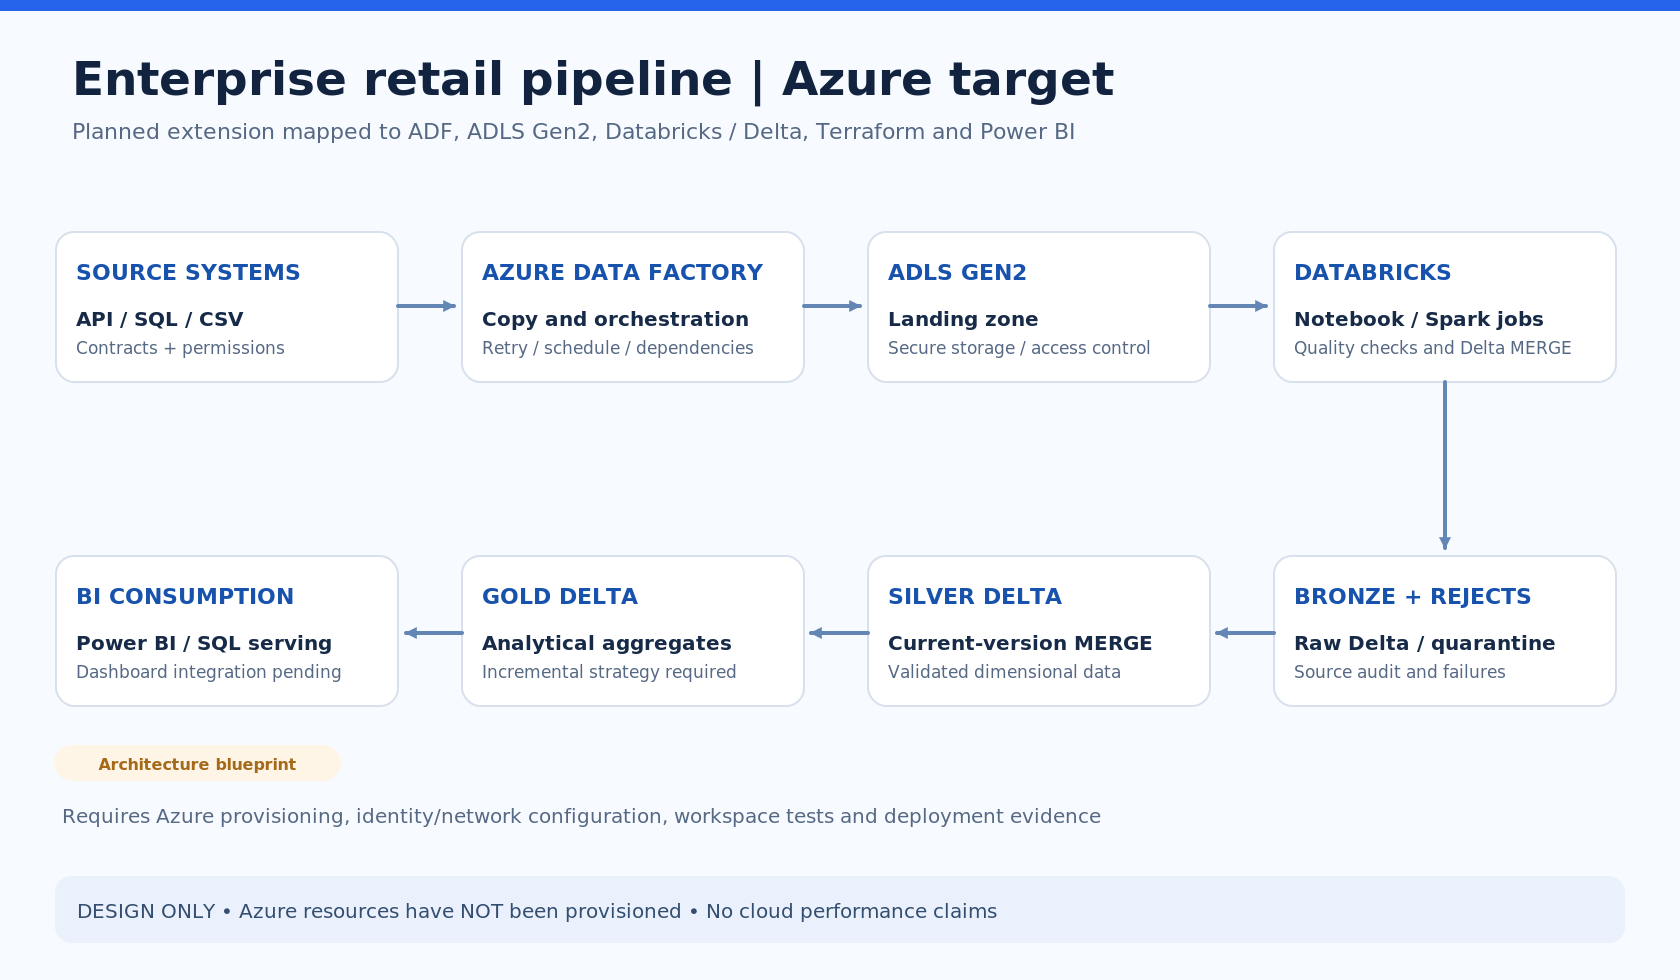 Enterprise retail pipeline | Azure target
Planned extension mapped to ADF, ADLS Gen2, Databricks / Delta, Terraform and Power BI
SOURCE SYSTEMS
API / SQL / CSV
Contracts + permissions
AZURE DATA FACTORY
Copy and orchestration
Retry / schedule / dependencies
ADLS GEN2
Landing zone
Secure storage / access control
DATABRICKS
Notebook / Spark jobs
Quality checks and Delta MERGE
BRONZE + REJECTS
Raw Delta / quarantine
Source audit and failures
SILVER DELTA
Current-version MERGE
Validated dimensional data
GOLD DELTA
Analytical aggregates
Incremental strategy required
BI CONSUMPTION
Power BI / SQL serving
Dashboard integration pending
Architecture blueprint
Requires Azure provisioning, identity/network configuration, workspace tests and deployment evidence
DESIGN ONLY • Azure resources have NOT been provisioned • No cloud performance claims